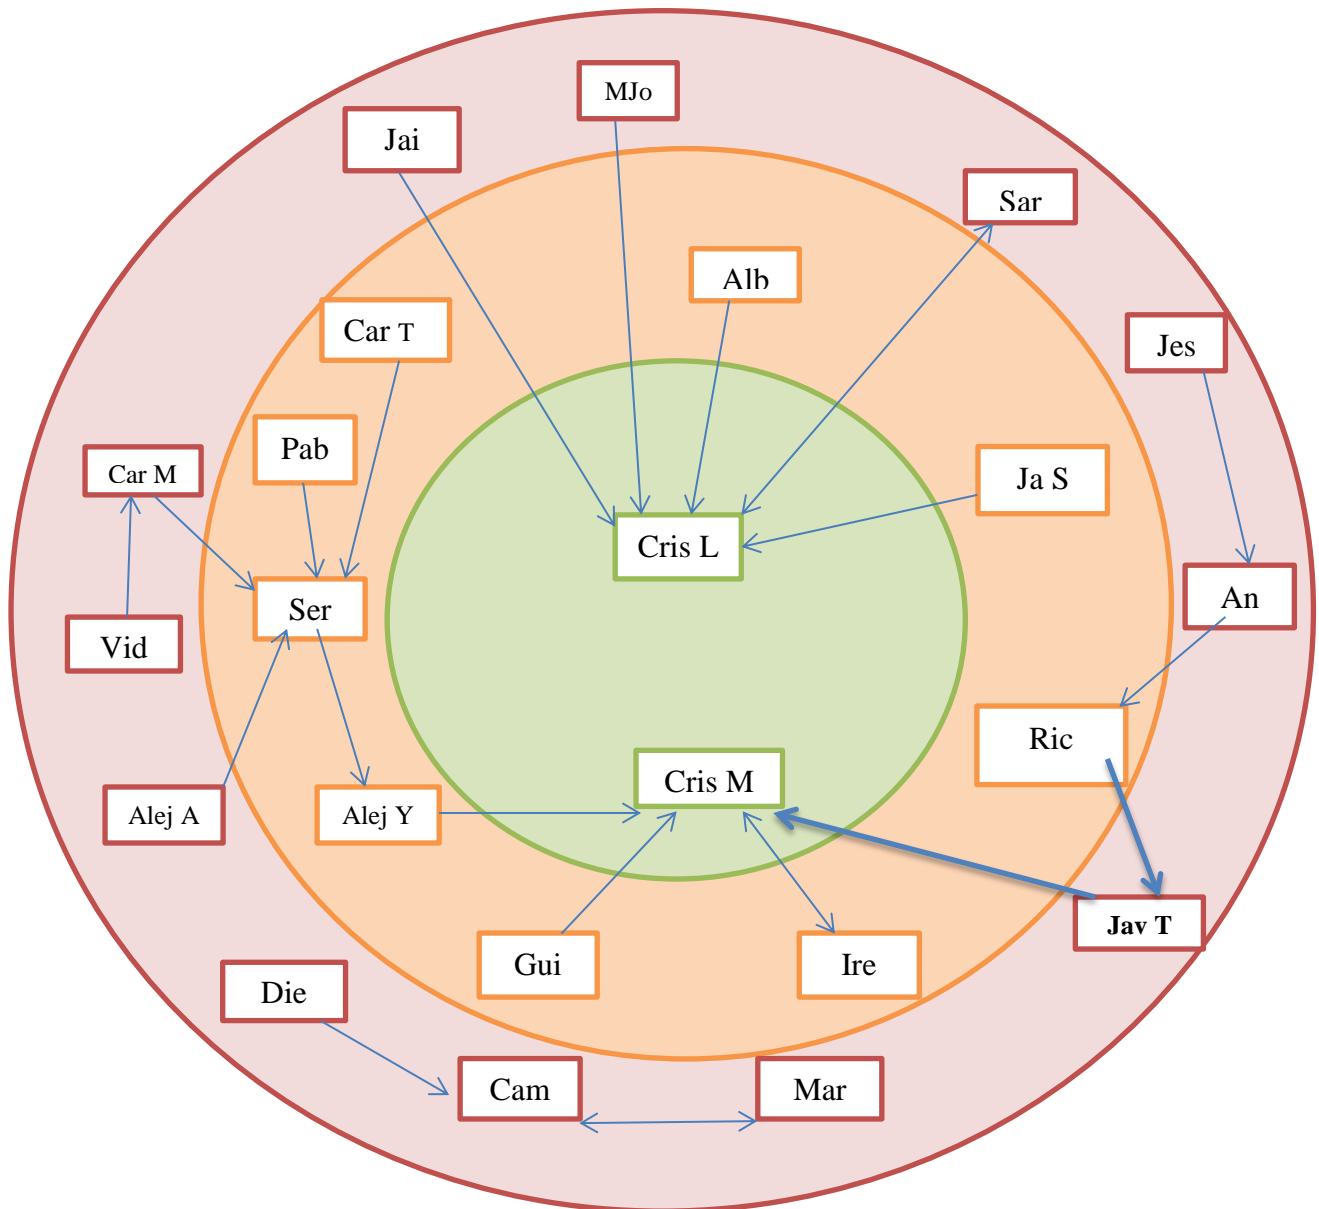 MJo
Jai
Sar
Alb
Car T
Jes
Pab
Car M
Ja S
Cris L
An
Ser
Vid
Ric
Cris M
Alej A
Alej Y
Jav T
Gui
Ire
Die
Cam
Mar